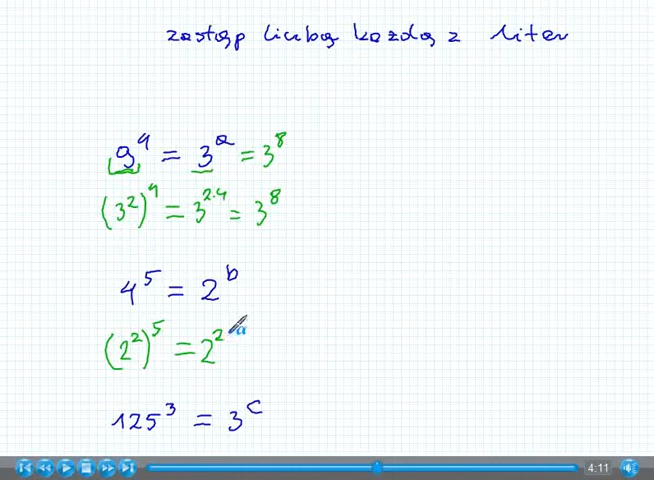 zastąp liczbą każdą z liter
9^4 = 3^a = 3^8
(3^2)^4 = 3^{2·4} = 3^8
4^5 = 2^b
(2^2)^5 = 2^2
125^3 = 3^c
4:11